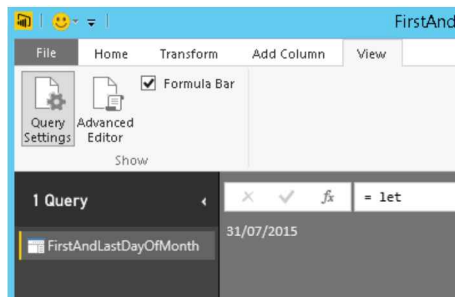 FirstAnd
File Home Transform Add Column View
Formula Bar
Query Settings
Advanced Editor
Show
1 Query
fx = let
FirstAndLastDayOfMonth
31/07/2015